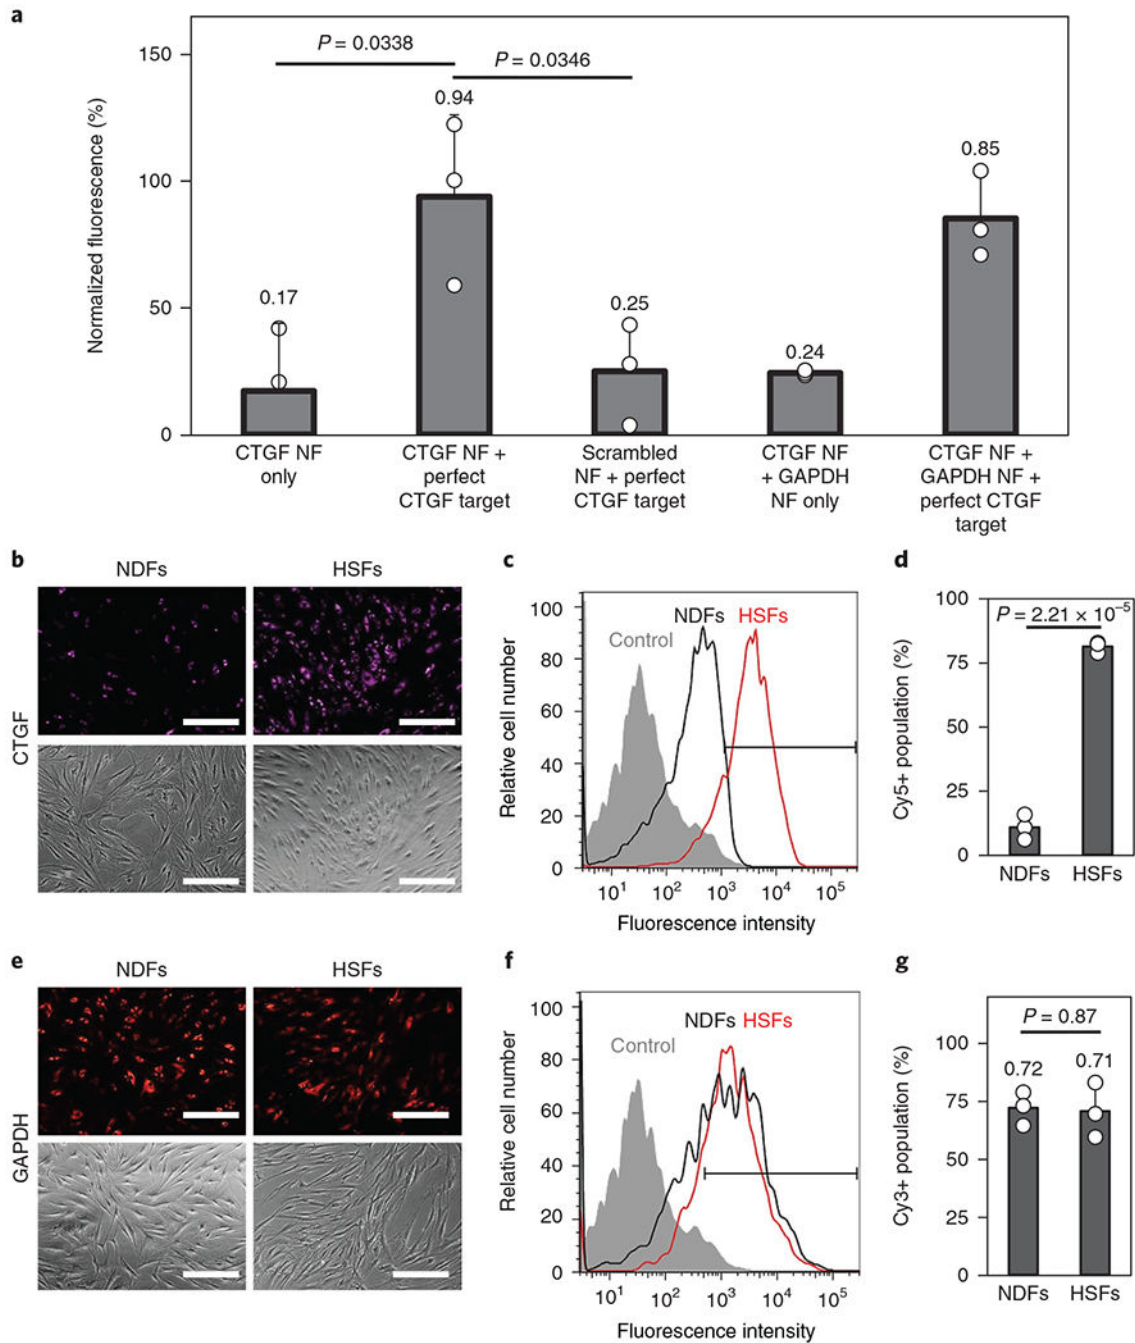 a
Normalized fluorescence (%)
150
100
50
0
P = 0.0338
P = 0.0346
0.17
0.94
0.25
0.24
0.85
CTGF NF
only
CTGF NF +
perfect
CTGF target
Scrambled
NF + perfect
CTGF target
CTGF NF
+ GAPDH
NF only
CTGF NF +
GAPDH NF +
perfect CTGF
target
b
NDFs
HSFs
CTGF
c
Relative cell number
100
80
60
40
20
0
Control
NDFs
HSFs
10¹
10²
10³
10⁴
10⁵
Fluorescence intensity
d
Cy5+ population (%)
100
75
50
25
0
P = 2.21 × 10⁻⁵
NDFs
HSFs
e
NDFs
HSFs
GAPDH
f
Relative cell number
100
80
60
40
20
0
Control
NDFs HSFs
10¹
10²
10³
10⁴
10⁵
Fluorescence intensity
g
Cy3+ population (%)
100
75
50
25
0
P = 0.87
0.72
0.71
NDFs
HSFs